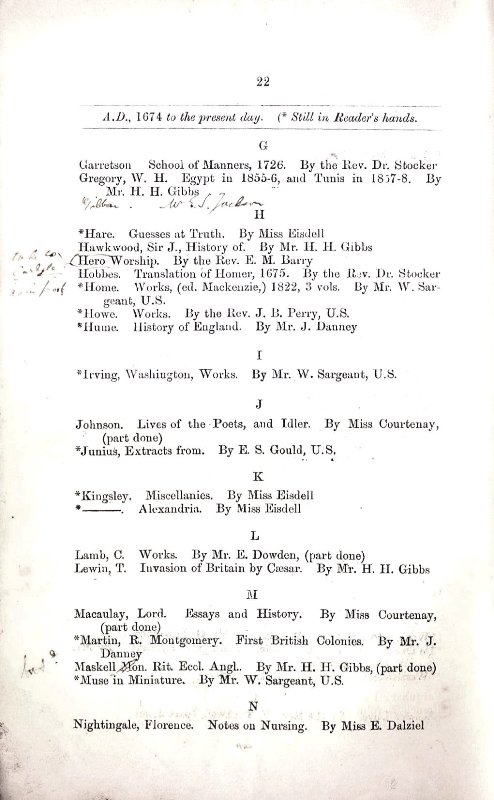 22
A.D., 1674 to the present day. (* Still in Reader's hands.
G
Garretson School of Manners, 1726. By the Rev. Dr. Stocker
Gregory, W. H. Egypt in 1855-6, and Tunis in 1857-8. By
Mr. H. H. Gibbs
Gibbon. W. E. S. Jackson
H
*Hare. Guesses at Truth. By Miss Eisdell
Hawkwood, Sir J., History of. By Mr. H. H. Gibbs
Hero Worship. By the Rev. E. M. Barry
Hobbes. Translation of Homer, 1675. By the Rev. Dr. Stocker
*Home. Works, (ed. Mackenzie,) 1822, 3 vols. By Mr. W. Sar-
geant, U.S.
*Howe. Works. By the Rev. J. B. Perry, U.S.
*Hume. History of England. By Mr. J. Danney
I
*Irving, Washington, Works. By Mr. W. Sargeant, U.S.
J
Johnson. Lives of the Poets, and Idler. By Miss Courtenay,
(part done)
*Junius, Extracts from. By E. S. Gould, U.S.
K
*Kingsley. Miscellanies. By Miss Eisdell
*———. Alexandria. By Miss Eisdell
L
Lamb, C. Works. By Mr. E. Dowden, (part done)
Lewin, T. Invasion of Britain by Cæsar. By Mr. H. H. Gibbs
M
Macaulay, Lord. Essays and History. By Miss Courtenay,
(part done)
*Martin, R. Montgomery. First British Colonies. By Mr. J.
Danney
Maskell Mon. Rit. Eccl. Angl. By Mr. H. H. Gibbs, (part done)
*Muse in Miniature. By Mr. W. Sargeant, U.S.
N
Nightingale, Florence. Notes on Nursing. By Miss E. Dalziel